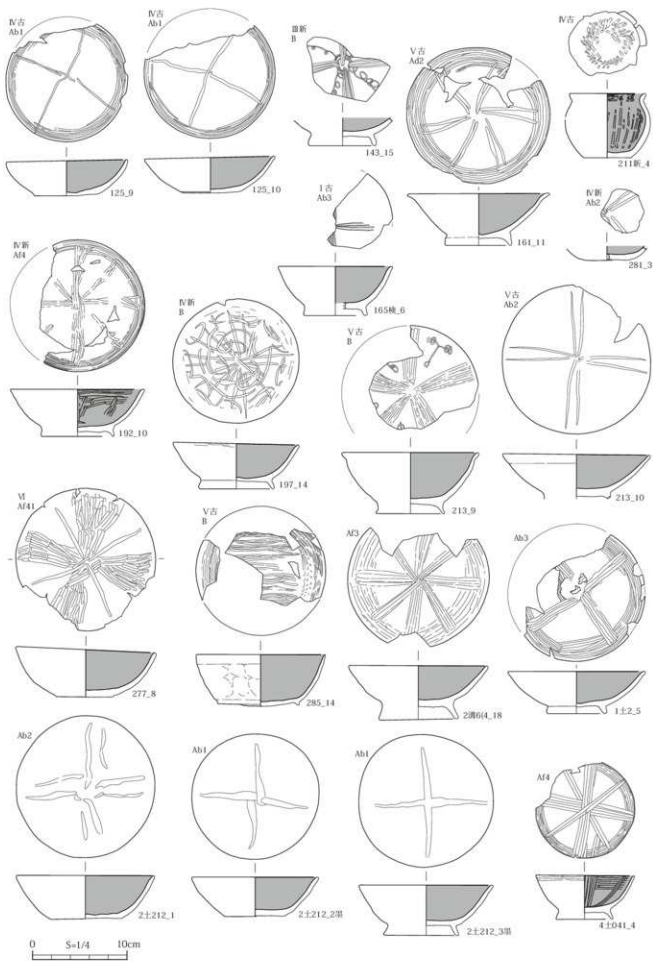 Ⅳ古
Ab1
125_9
Ⅳ古
Ab1
125_10
Ⅲ新
B
143_15
Ⅴ古
Ad2
161_11
Ⅳ古
211新_4
Ⅰ古
Ab3
165検_6
Ⅳ新
Ab2
281_3
Ⅳ新
Af4
192_10
Ⅳ新
B
197_14
Ⅴ古
B
213_9
Ⅴ古
Ab2
213_10
Ⅵ
Af41
277_8
Ⅴ古
B
285_14
Af3
2溝6(4_18
Ab3
1土2_5
Ab2
2土212_1
Ab1
2土212_2墨
Ab1
2土212_3墨
Af4
4土041_4
0 S=1/4 10cm